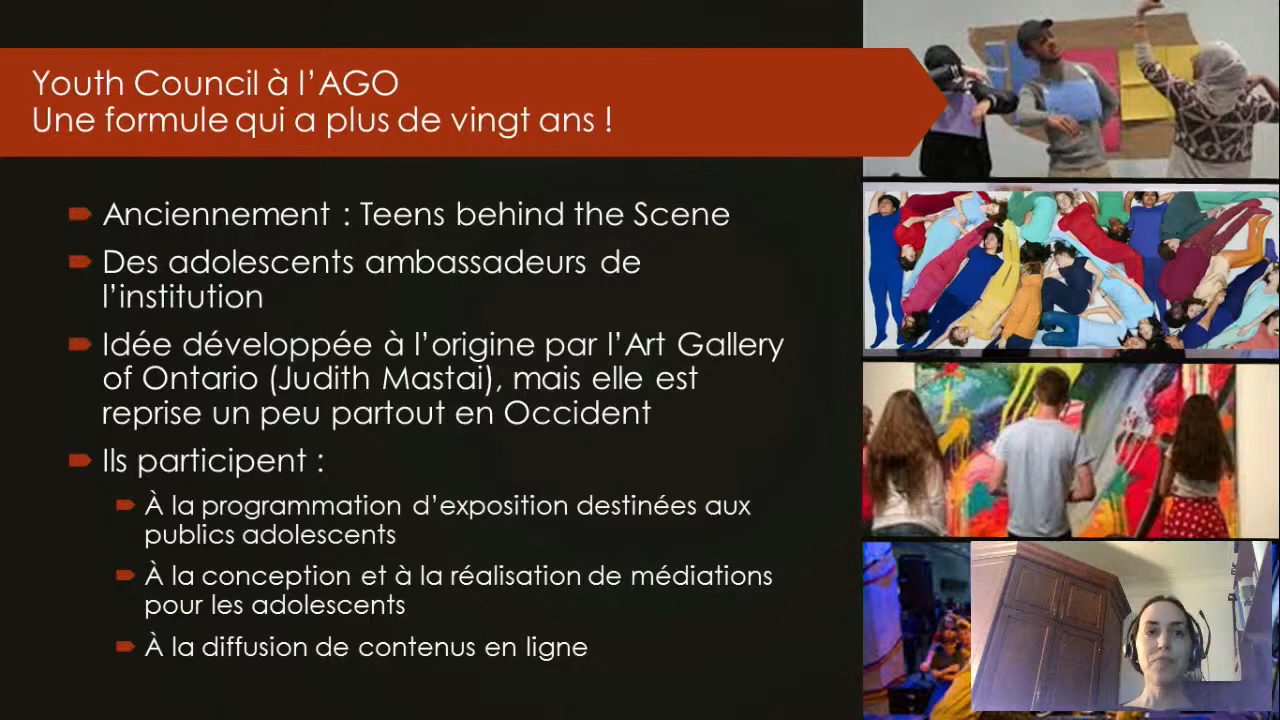 Youth Council à l’AGO
Une formule qui a plus de vingt ans !
Anciennement : Teens behind the Scene
Des adolescents ambassadeurs de
l’institution
Idée développée à l’origine par l’Art Gallery
of Ontario (Judith Mastai), mais elle est
reprise un peu partout en Occident
Ils participent :
À la programmation d’exposition destinées aux
publics adolescents
À la conception et à la réalisation de médiations
pour les adolescents
À la diffusion de contenus en ligne